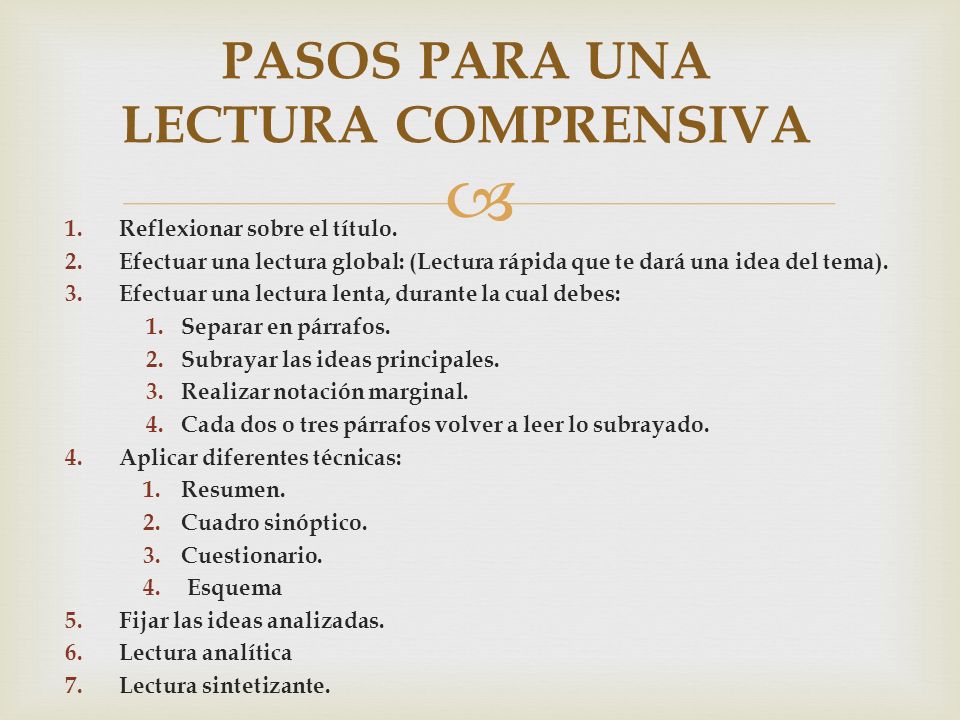 PASOS PARA UNA
LECTURA COMPRENSIVA
1. Reflexionar sobre el título.
2. Efectuar una lectura global: (Lectura rápida que te dará una idea del tema).
3. Efectuar una lectura lenta, durante la cual debes:
1. Separar en párrafos.
2. Subrayar las ideas principales.
3. Realizar notación marginal.
4. Cada dos o tres párrafos volver a leer lo subrayado.
4. Aplicar diferentes técnicas:
1. Resumen.
2. Cuadro sinóptico.
3. Cuestionario.
4. Esquema
5. Fijar las ideas analizadas.
6. Lectura analítica
7. Lectura sintetizante.